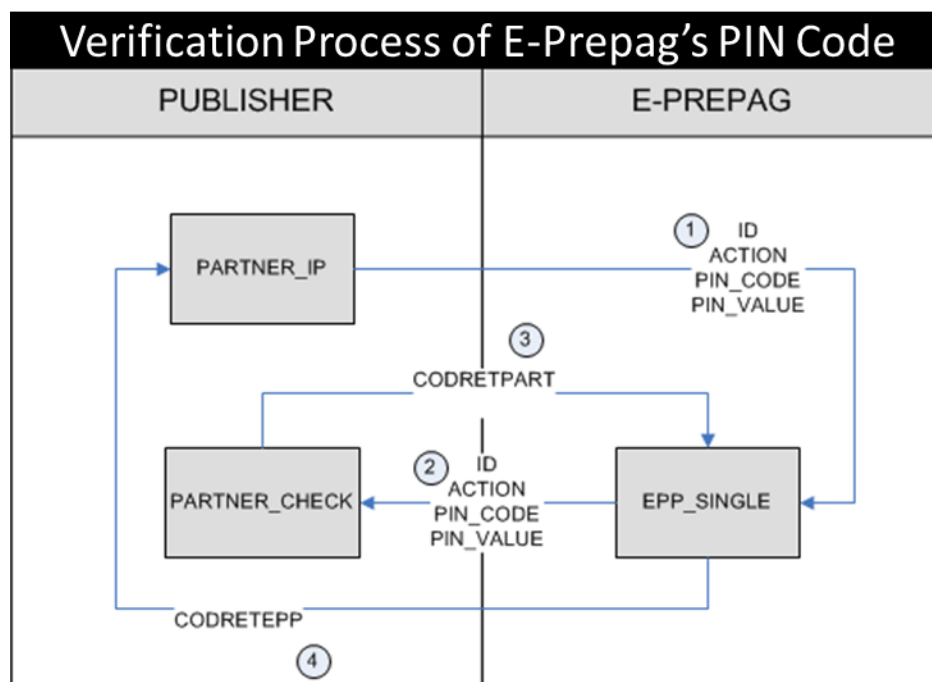 Verification Process of E-Prepag's PIN Code
PUBLISHER
E-PREPAG
1
ID
ACTION
PIN_CODE
PIN_VALUE
PARTNER_IP
3
CODRETPART
2
ID
ACTION
PIN_CODE
PIN_VALUE
PARTNER_CHECK
EPP_SINGLE
CODRETEPP
4